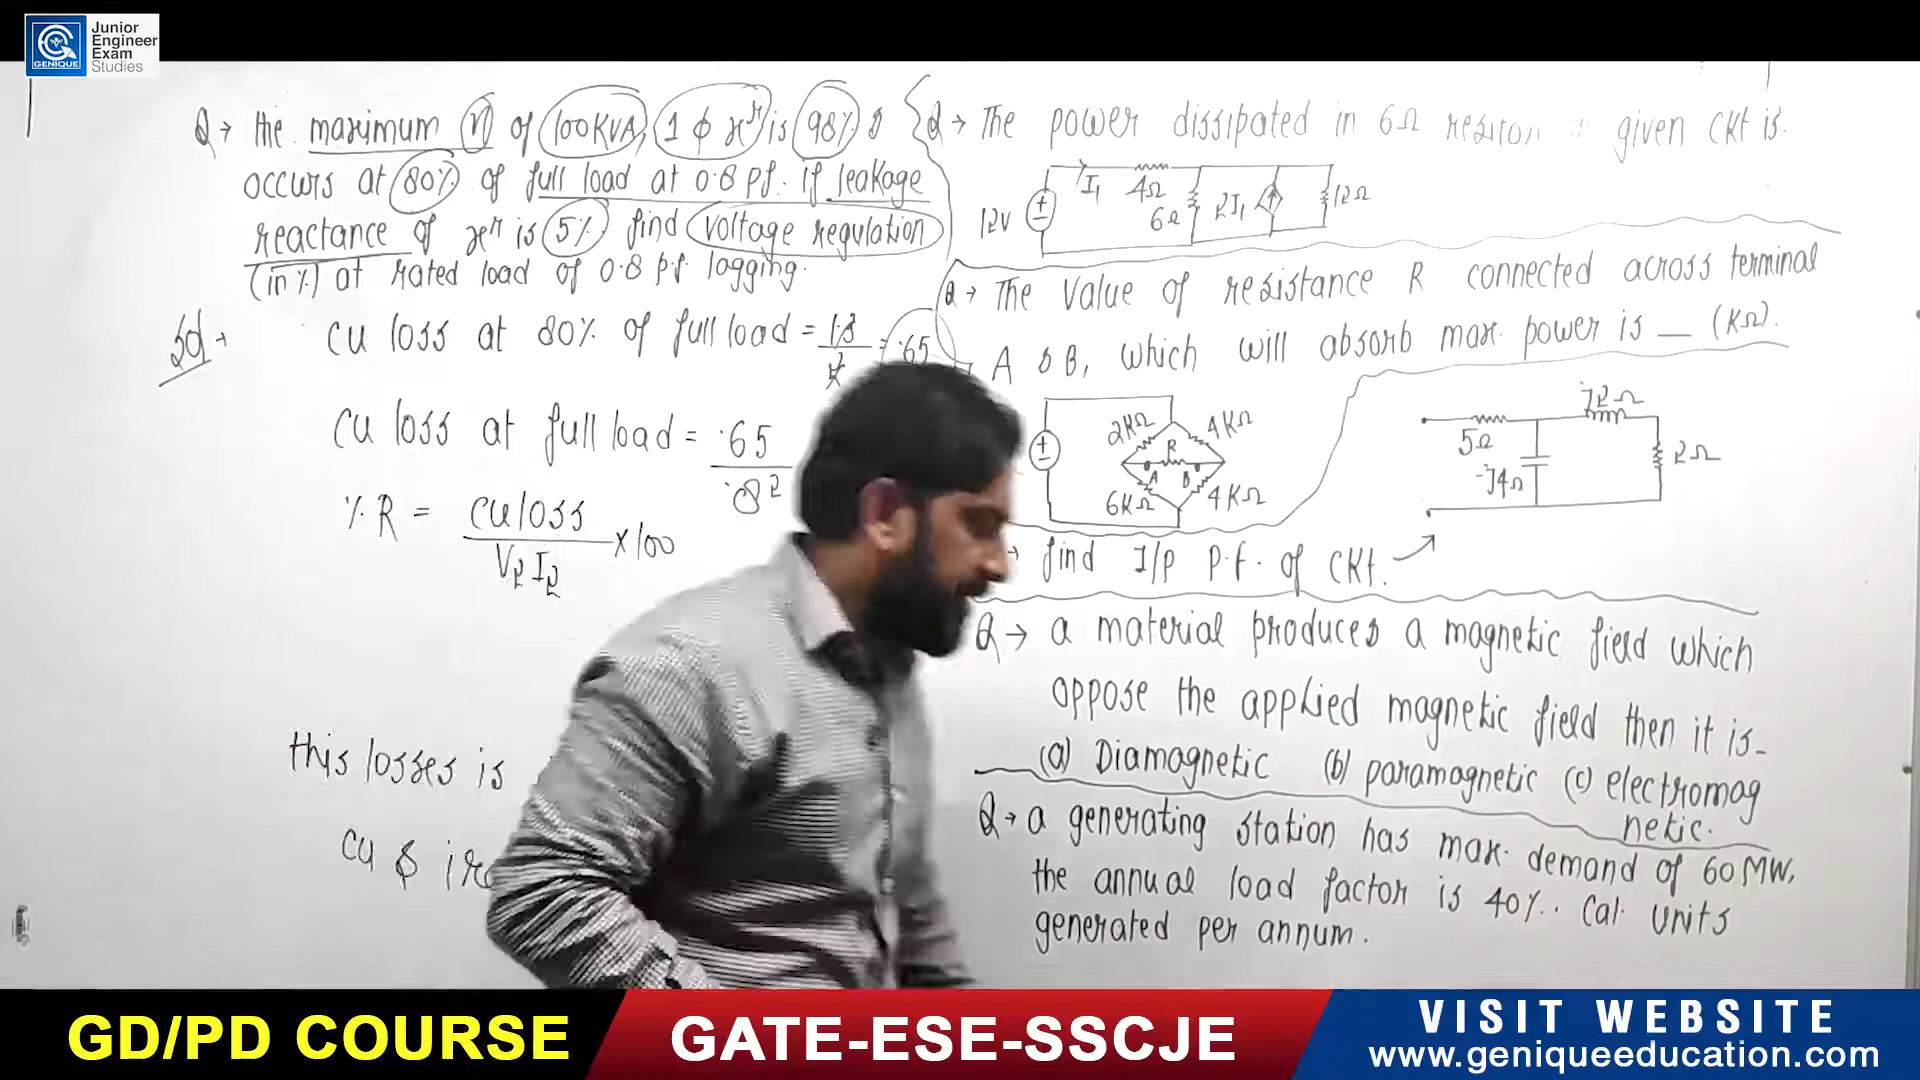 Junior
Engineer
Exam
Studies
GENIQUE
Q→ the maximum η of 100KVA, 1 ϕ xᵐ is 98% &
occurs at 80% of full load at 0.8 pf. if leakage
reactance of xᵐ is 5% find voltage regulation
(in %) at rated load of 0.8 p.f. lagging.
Sol→
cu loss at 80% of full load = 1.3/2 = .65
cu loss at full load = .65/.8²
% R = cu loss/V₂I₂ ×100
this losses is
cu &
Q→ The power dissipated in 6Ω given ckt is
12V
I₁
4Ω
6Ω
2I₁
12Ω
Q→ The value of resistance R connected across terminal
A & B, which will absorb max. power is — (KΩ).
2KΩ
4KΩ
R
A
B
6KΩ
4KΩ
5Ω
j2Ω
-j4Ω
2Ω
find I/p p.f. of ckt.
Q→ a material produces a magnetic field which
oppose the applied magnetic field then it is-
(a) Diamagnetic (b) paramagnetic (c) electromag
netic.
Q→ a generating station has max. demand of 60MW,
the annual load factor is 40%. Cal. units
generated per annum.
GD/PD COURSE
GATE-ESE-SSCJE
VISIT WEBSITE
www.geniqueeducation.com